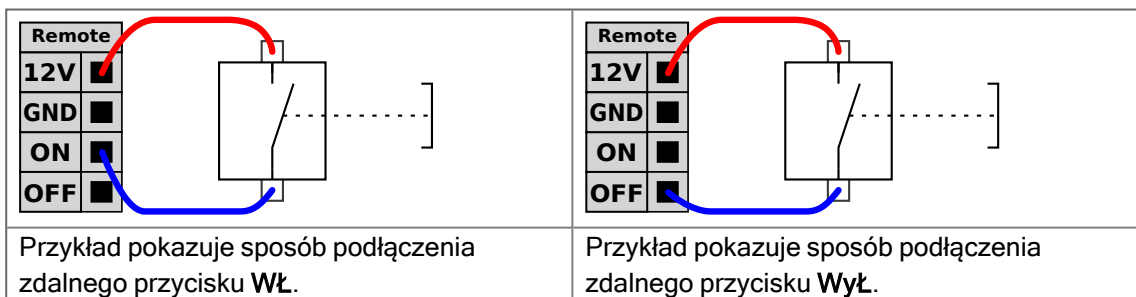 Remote
12V
GND
ON
OFF
Przykład pokazuje sposób podłączenia
zdalnego przycisku WŁ.
Remote
12V
GND
ON
OFF
Przykład pokazuje sposób podłączenia
zdalnego przycisku WyŁ.